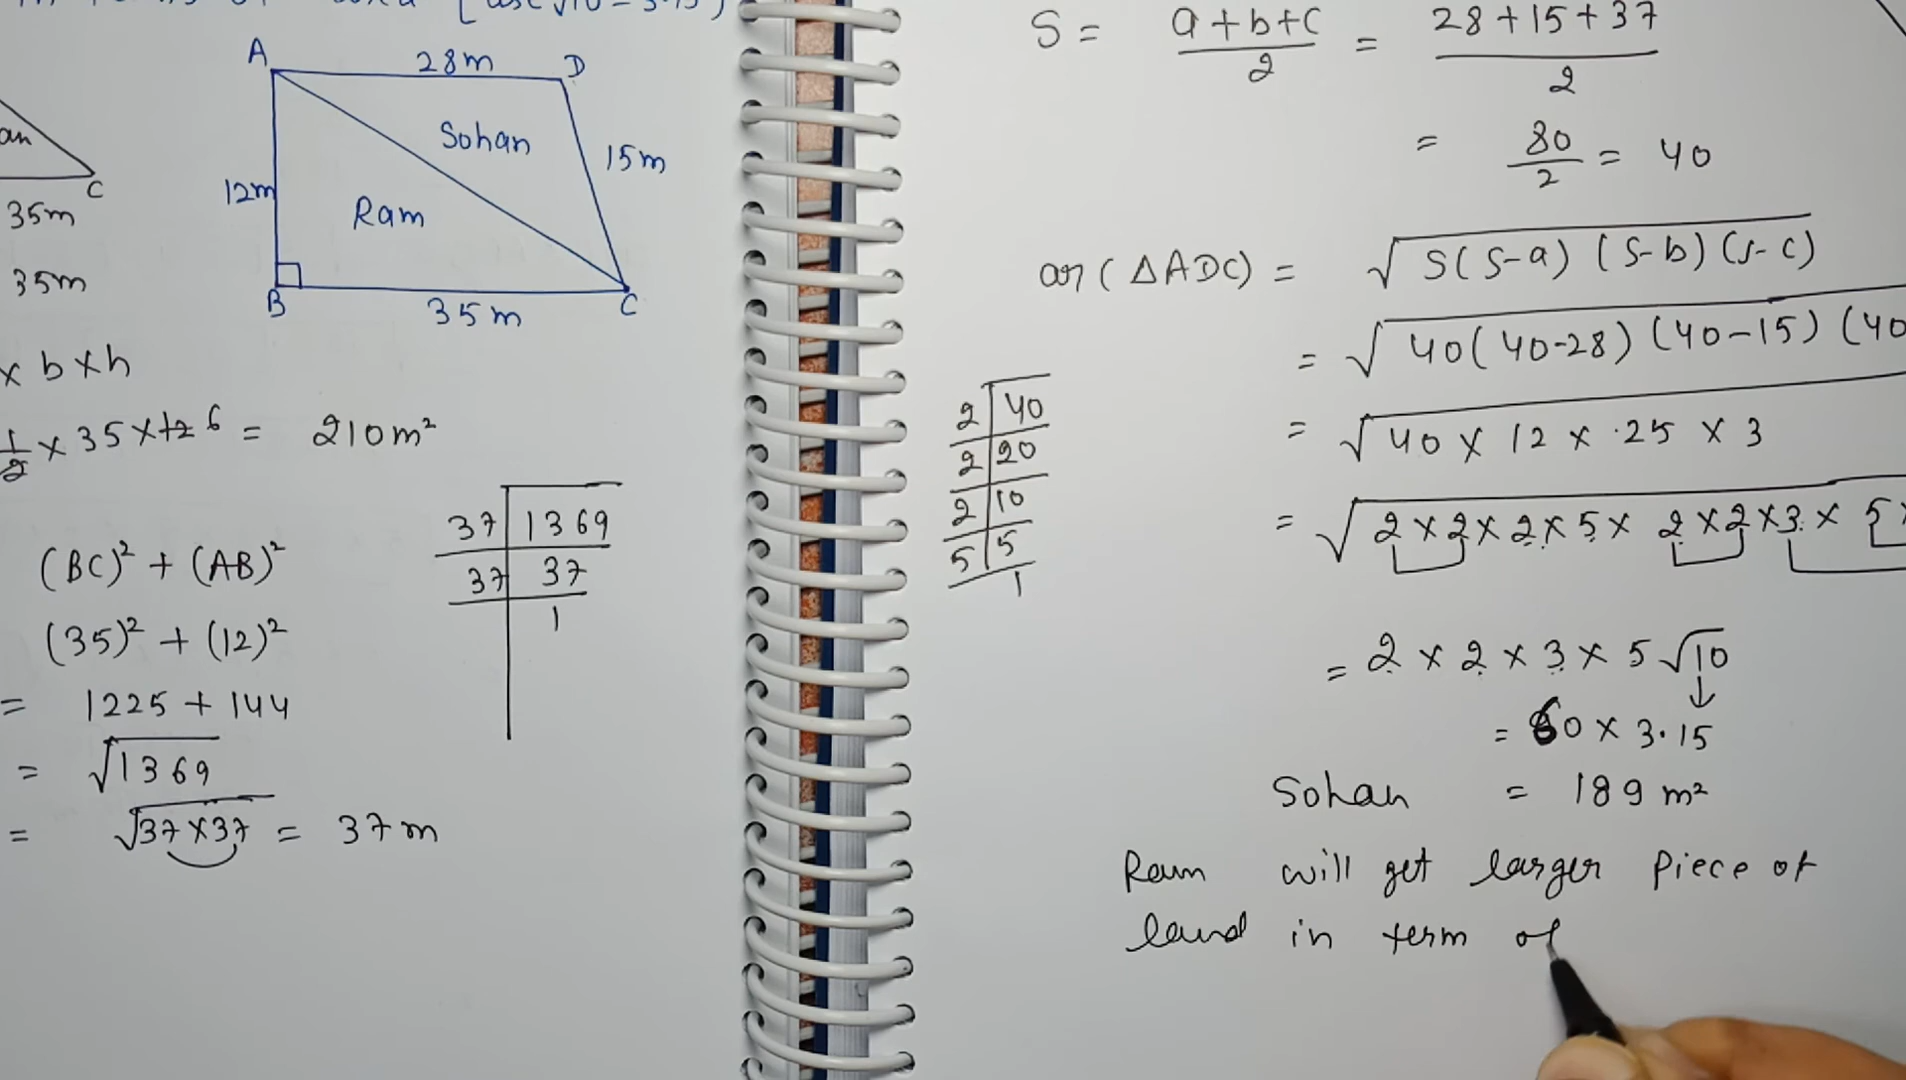 A 28m D
an
Sohan
15m
12m
C
Ram
35m
35m
B
35m
C
x b x h
1/2 x 35 x 12 6 = 210m²
(BC)² + (AB)²
(35)² + (12)²
= 1225 + 144
= √1369
= √37x37 = 37m
37 | 1369
37 | 37
1
S = a+b+c/2 = 28+15+37/2
= 80/2 = 40
ar(△ADC) = √S(S-a)(S-b)(S-c)
= √40(40-28)(40-15)(40
= √40 x 12 x 25 x 3
2 | 40
2 | 20
2 | 10
5 | 5
1
= √2x2x2x5x 2x2x3x 5x
= 2 x 2 x 3 x 5 √10
↓
= 60 x 3.15
Sohan = 189 m²
Ram will get larger Piece of
land in term of